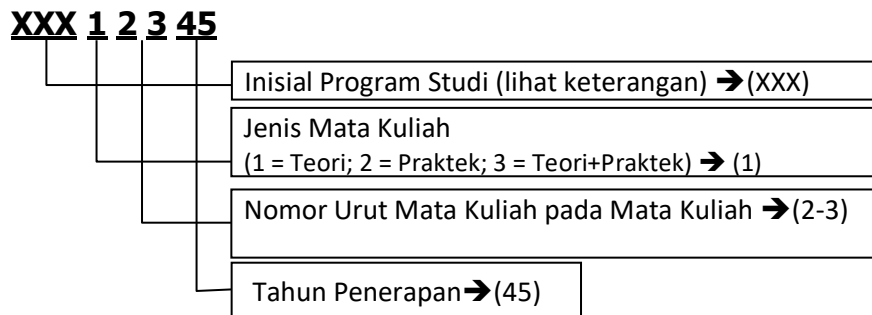 XXX 1 2 3 45
Inisial Program Studi (lihat keterangan) ➔(XXX)
Jenis Mata Kuliah
(1 = Teori; 2 = Praktek; 3 = Teori+Praktek) ➔ (1)
Nomor Urut Mata Kuliah pada Mata Kuliah ➔(2-3)
Tahun Penerapan➔(45)